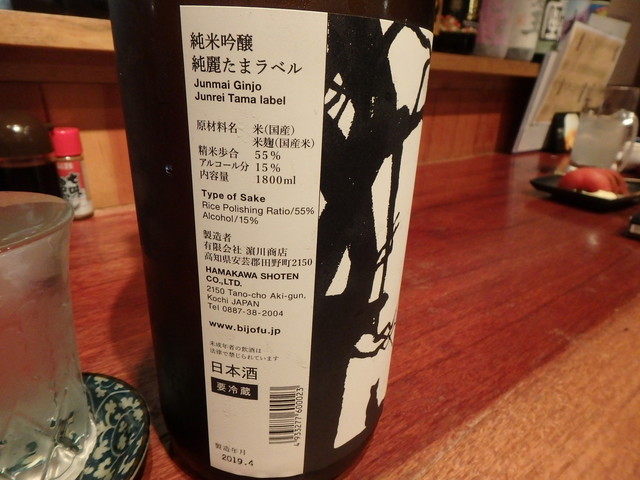 純米吟醸
純麗たまラベル
Junmai Ginjo
Junrei Tama label
原材料名 米(国産)
米麹(国産米)
精米歩合 55%
アルコール分 15%
内容量 1800ml
Type of Sake
Rice Polishing Ratio/55%
Alcohol/15%
製造者
有限会社 濵川商店
高知県安芸郡田野町2150
HAMAKAWA SHOTEN
CO.,LTD.
2150 Tano-cho Aki-gun,
Kochi JAPAN
Tel 0887-38-2004
www.bijofu.jp
未成年者の飲酒は
法律で禁じられています
日本酒
要冷蔵
4933277600023
製造年月
2019.4